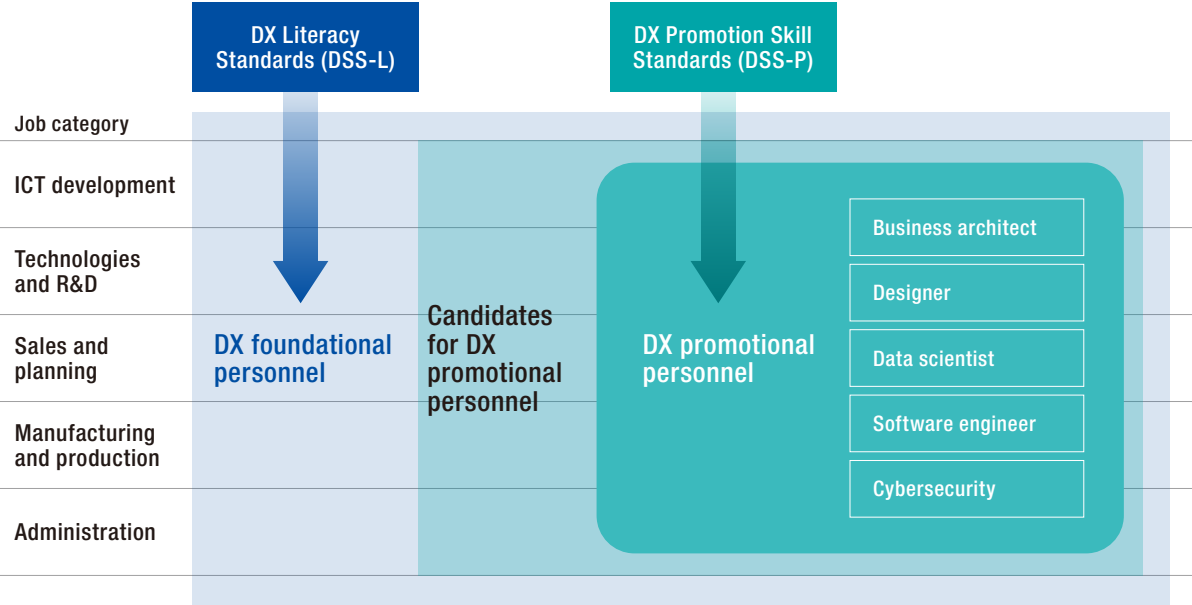 DX Literacy
Standards (DSS-L)
DX Promotion Skill
Standards (DSS-P)
Job category
ICT development
Technologies
and R&D
Sales and
planning
Manufacturing
and production
Administration
DX foundational
personnel
Candidates
for DX
promotional
personnel
DX promotional
personnel
Business architect
Designer
Data scientist
Software engineer
Cybersecurity